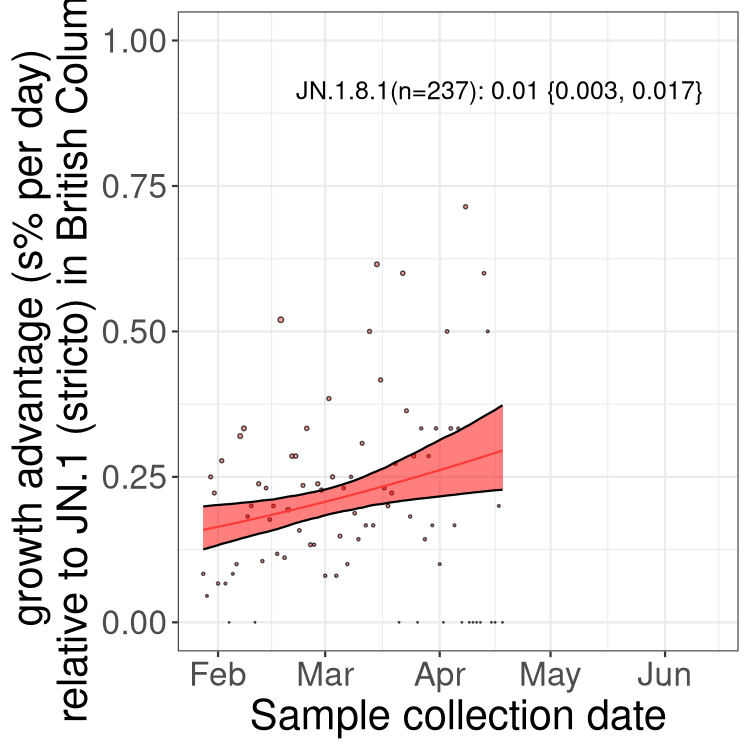 growth advantage (s% per day)
relative to JN.1 (stricto) in British Colum
1.00
0.75
0.50
0.25
0.00
JN.1.8.1(n=237): 0.01 {0.003, 0.017}
Feb Mar Apr May Jun
Sample collection date